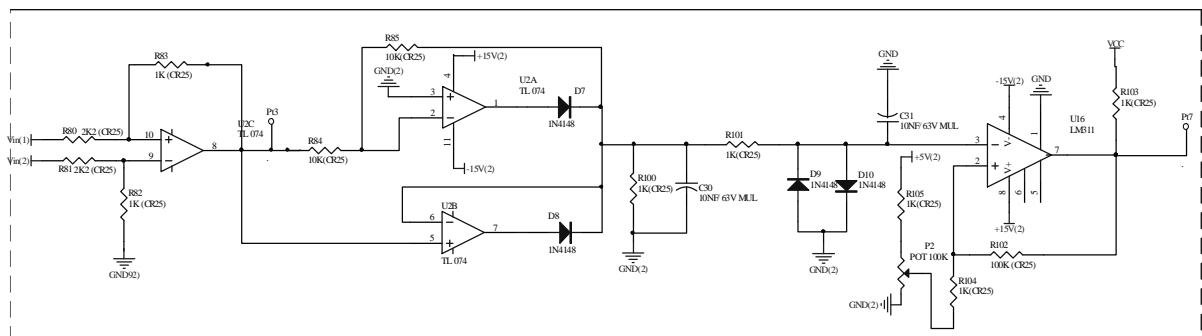 R83
1K (CR25)
Vin(1)
R80
2K2 (CR25)
10
Vin(2)
R81
2K2 (CR25)
9
8
U2C
TL 074
Pt3
R82
1K (CR25)
GND92)
R84
10K(CR25)
R85
10K(CR25)
GND(2)
4
+15V(2)
3
2
1
11
-15V(2)
U2A
TL 074
D7
1N4148
U2B
6
5
7
TL 074
D8
1N4148
R100
1K(CR25)
C30
10NF/ 63V MUL
GND(2)
R101
1K(CR25)
D9
1N4148
D10
1N4148
GND(2)
GND
C31
10NF/ 63V MUL
+5V(2)
R105
1K(CR25)
P2
POT 100K
GND(2)
R104
1K(CR25)
R102
100K (CR25)
-15V(2)
GND
4
1
3
V-
2
V+
8
6
5
7
+15V(2)
U16
LM311
VCC
R103
1K(CR25)
Pt7